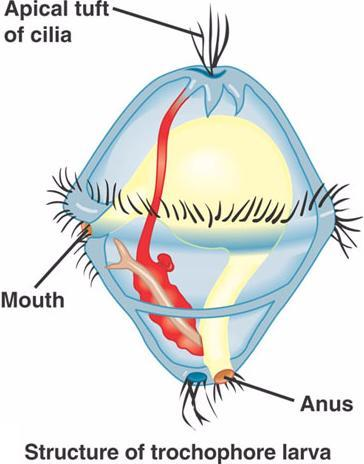 Apical tuft
of cilia
Mouth
Anus
Structure of trochophore larva